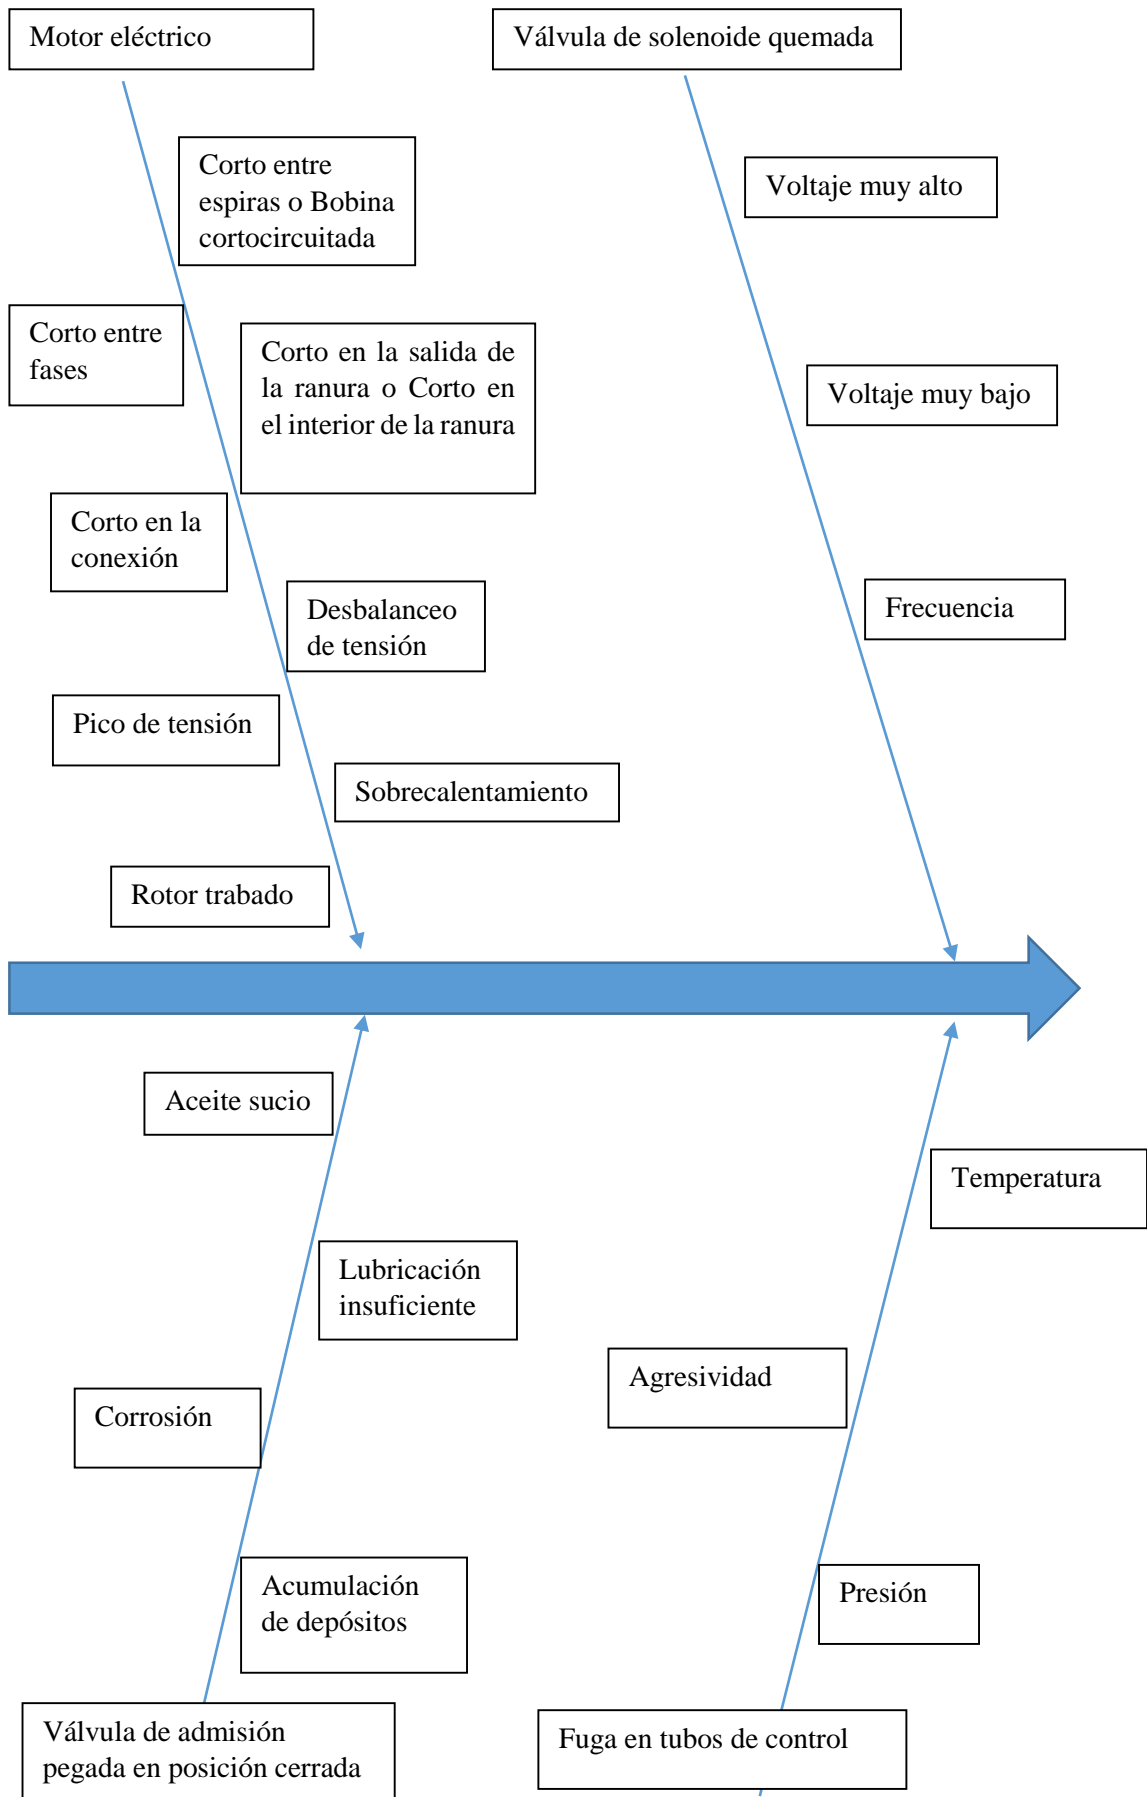 Motor eléctrico
Válvula de solenoide quemada
Corto entre
espiras o Bobina
cortocircuitada
Voltaje muy alto
Corto entre
fases
Corto en la salida de
la ranura o Corto en
el interior de la ranura
Voltaje muy bajo
Corto en la
conexión
Desbalanceo
de tensión
Frecuencia
Pico de tensión
Sobrecalentamiento
Rotor trabado
Aceite sucio
Temperatura
Lubricación
insuficiente
Agresividad
Corrosión
Acumulación
de depósitos
Presión
Válvula de admisión
pegada en posición cerrada
Fuga en tubos de control